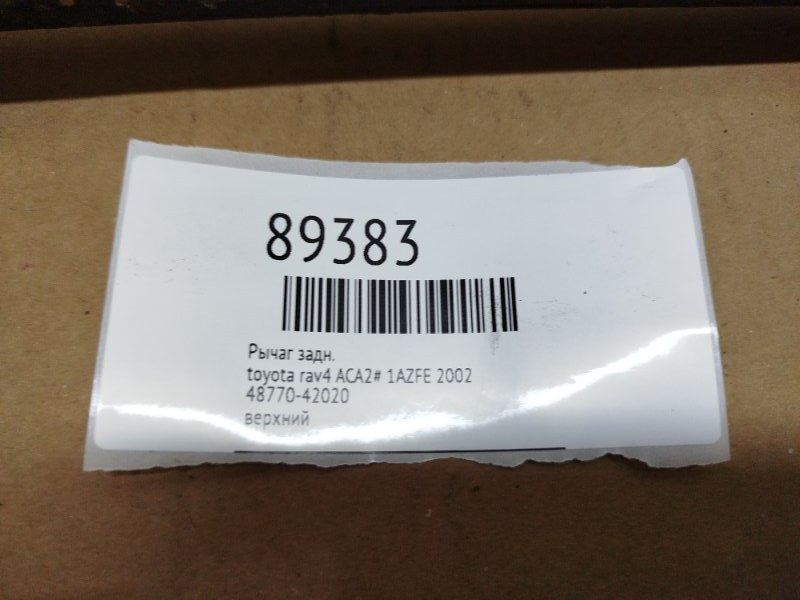 89383
Рычаг задн.
toyota rav4 ACA2# 1AZFE 2002
48770-42020
верхний